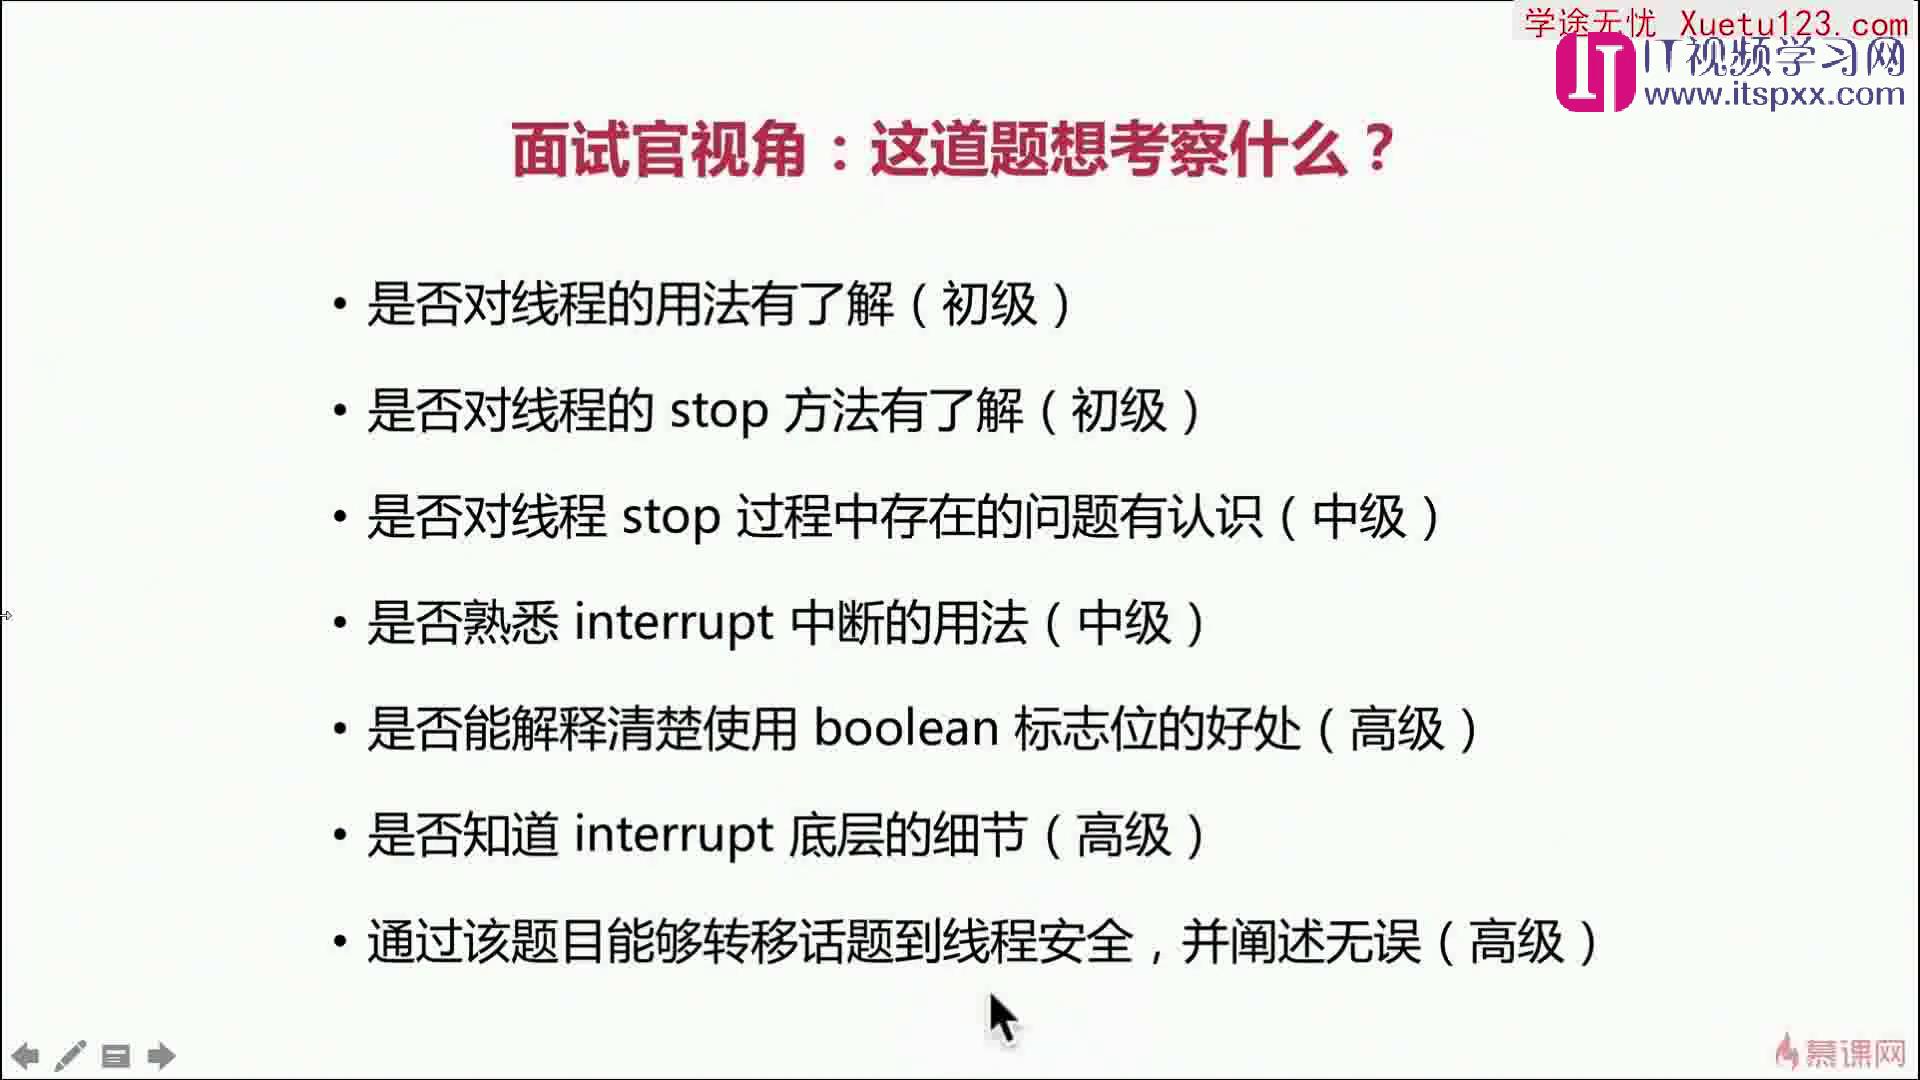 学途无忧 Xuetu123.com
IT视频学习网
www.itspxx.com
面试官视角：这道题想考察什么？
• 是否对线程的用法有了解（初级）
• 是否对线程的 stop 方法有了解（初级）
• 是否对线程 stop 过程中存在的问题有认识（中级）
• 是否熟悉 interrupt 中断的用法（中级）
• 是否能解释清楚使用 boolean 标志位的好处（高级）
• 是否知道 interrupt 底层的细节（高级）
• 通过该题目能够转移话题到线程安全，并阐述无误（高级）
慕课网